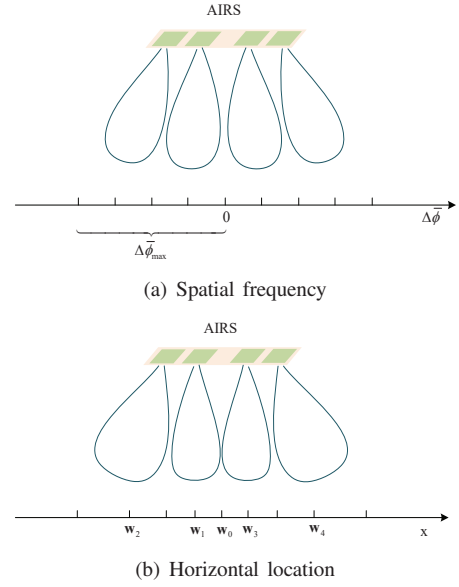 AIRS
0
Δϕ̄
Δϕ̄max
(a) Spatial frequency
AIRS
w₂ w₁ w₀ w₃ w₄ x
(b) Horizontal location